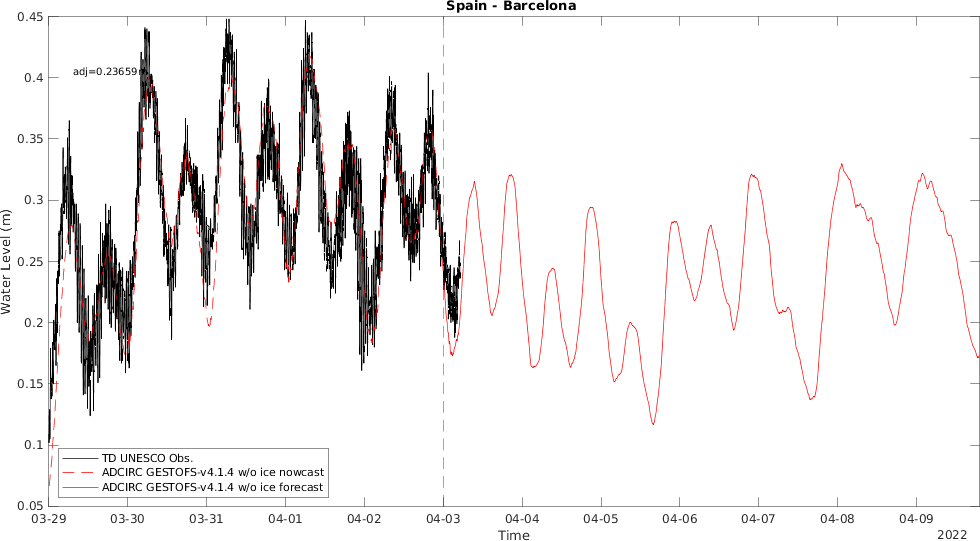 Spain - Barcelona
0.45
0.4
0.35
0.3
0.25
0.2
0.15
0.1
0.05
Water Level (m)
adj=0.23659
TD UNESCO Obs.
ADCIRC GESTOFS-v4.1.4 w/o ice nowcast
ADCIRC GESTOFS-v4.1.4 w/o ice forecast
03-29 03-30 03-31 04-01 04-02 04-03 04-04 04-05 04-06 04-07 04-08 04-09
Time
2022